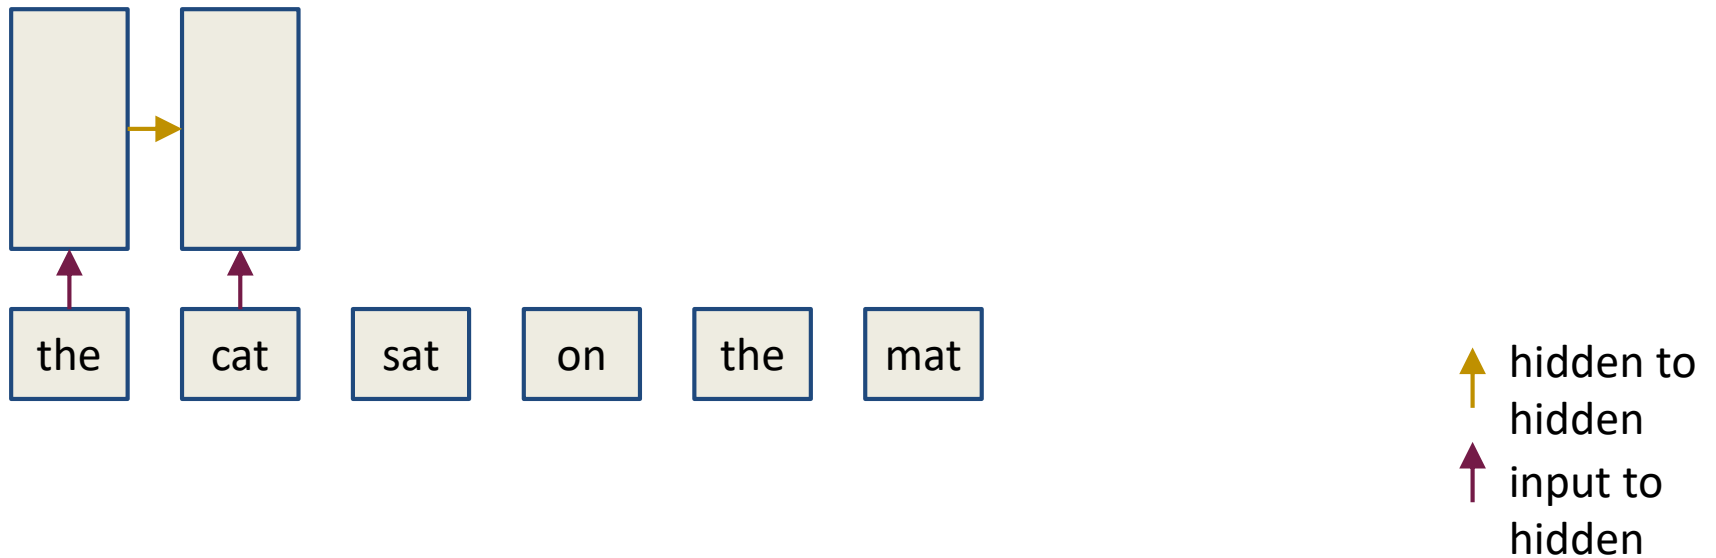 the cat sat on the mat
hidden to
hidden
input to
hidden